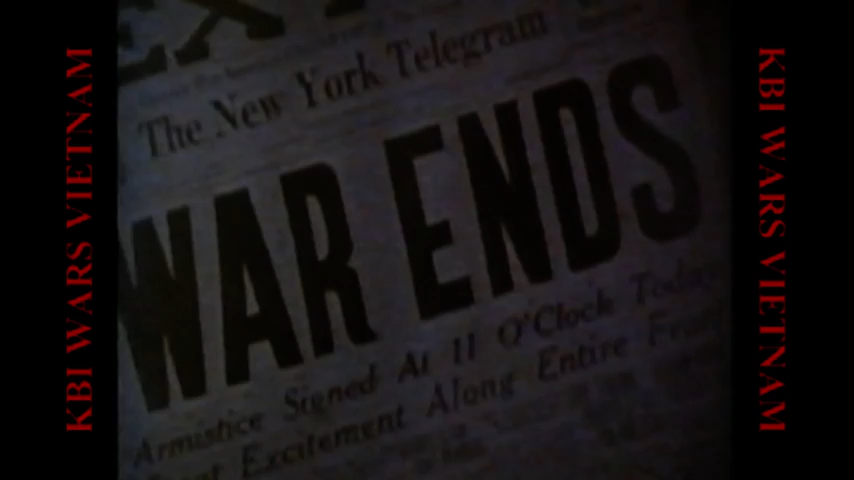 KBI WARS VIETNAM
The New York Telegram
WAR ENDS
Armistice Signed At 11 O'Clock Today
Excitement Along Entire
KBI WARS VIETNAM